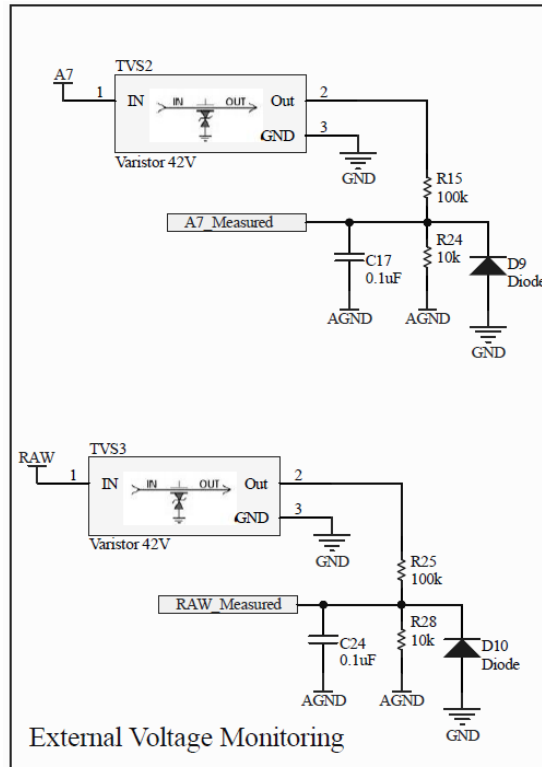 TVS2
A7
1
IN
IN
OUT
Out
2
GND
3
Varistor 42V
GND
R15
100k
A7_Measured
C17
0.1uF
R24
10k
D9
Diode
AGND
AGND
GND
TVS3
RAW
1
IN
IN
OUT
Out
2
GND
3
Varistor 42V
GND
R25
100k
RAW_Measured
C24
0.1uF
R28
10k
D10
Diode
AGND
AGND
GND
External Voltage Monitoring